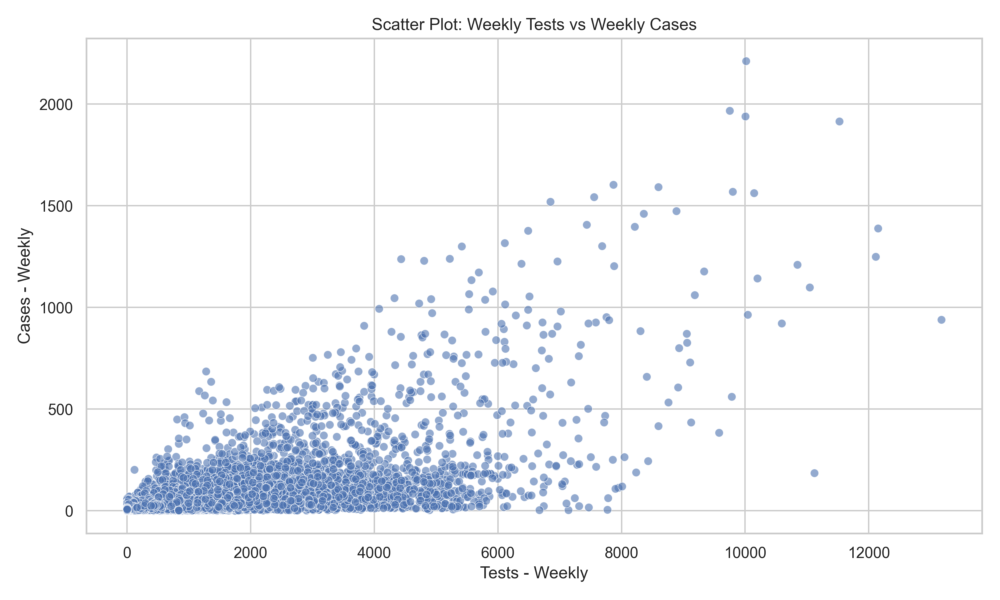 Scatter Plot: Weekly Tests vs Weekly Cases
2000
1500
1000
500
0
Cases - Weekly
0 2000 4000 6000 8000 10000 12000
Tests - Weekly